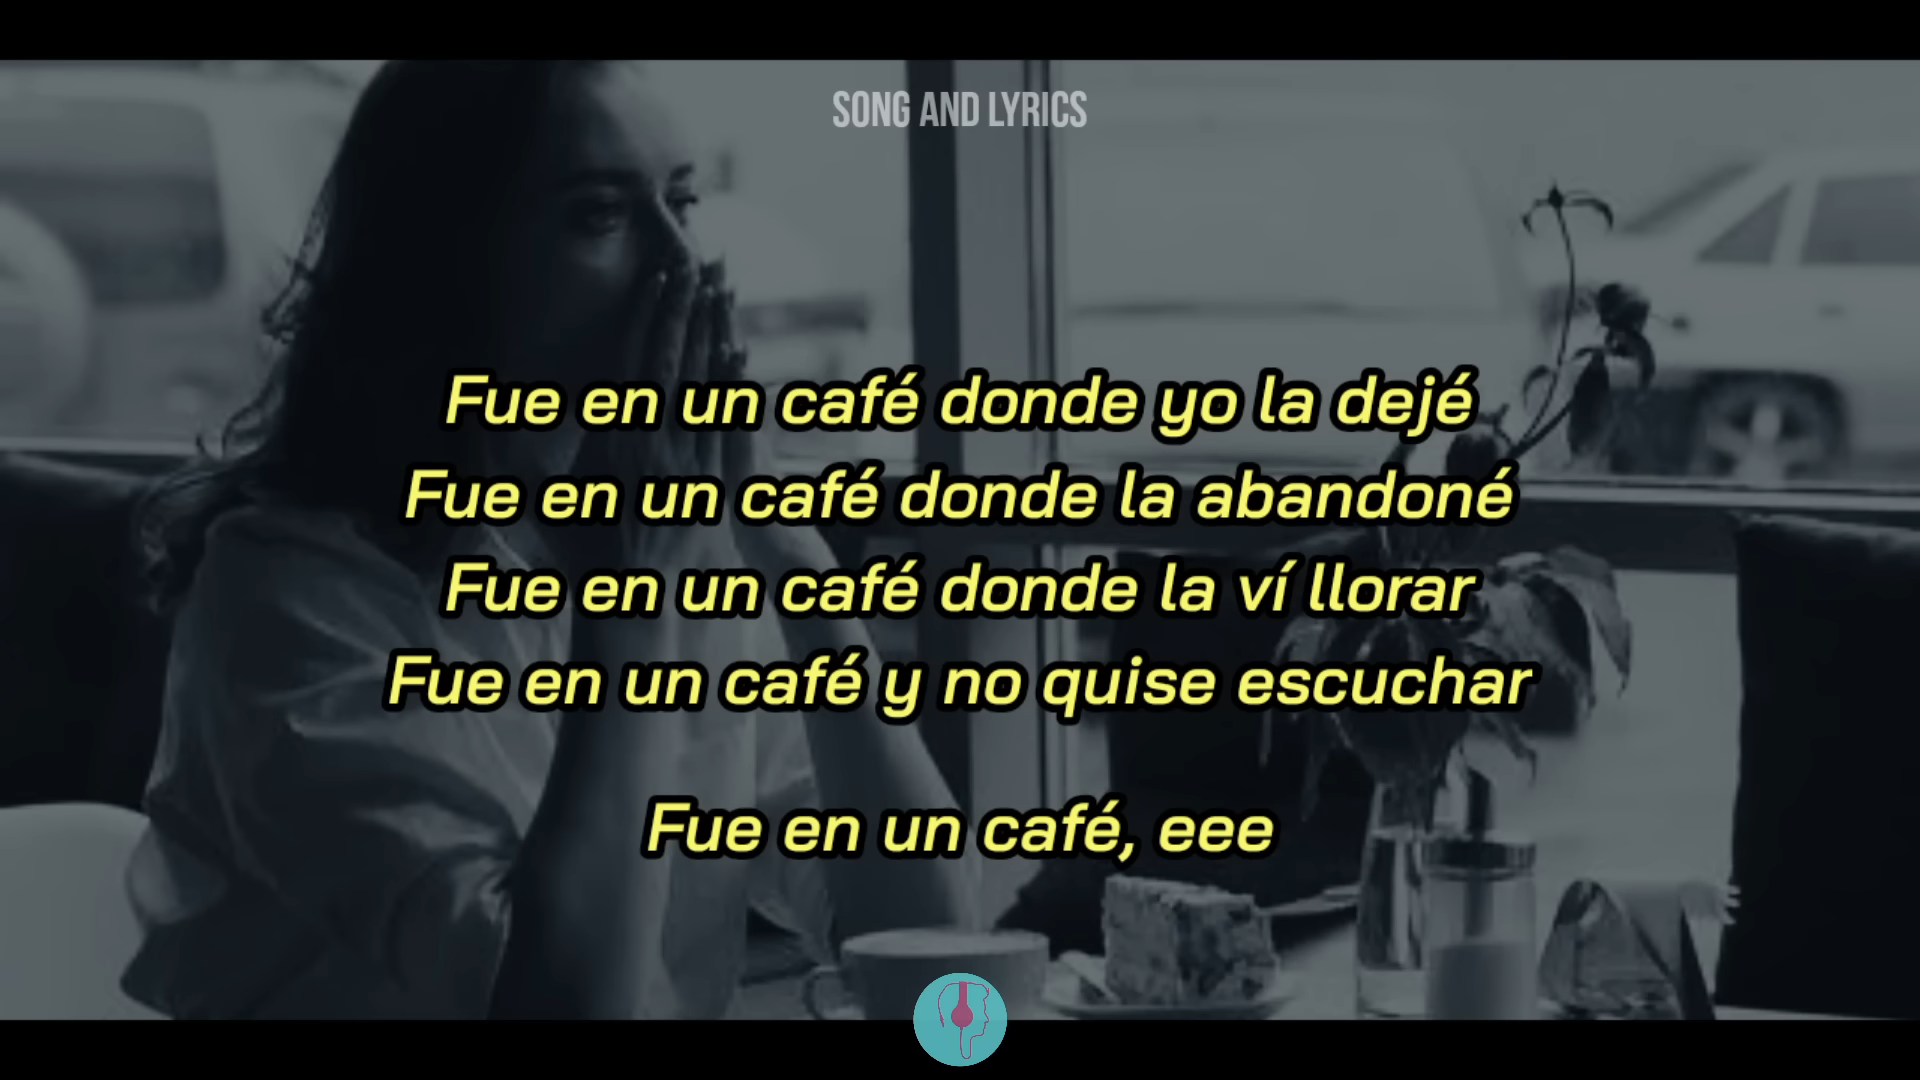 SONG AND LYRICS
Fue en un café donde yo la dejé
Fue en un café donde la abandoné
Fue en un café donde la ví llorar
Fue en un café y no quise escuchar
Fue en un café, eee